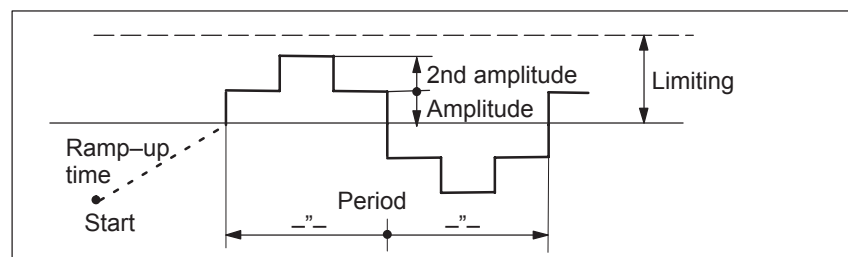 2nd amplitude
Limiting
Amplitude
Ramp–up
time
Start
Period
–”–
–”–